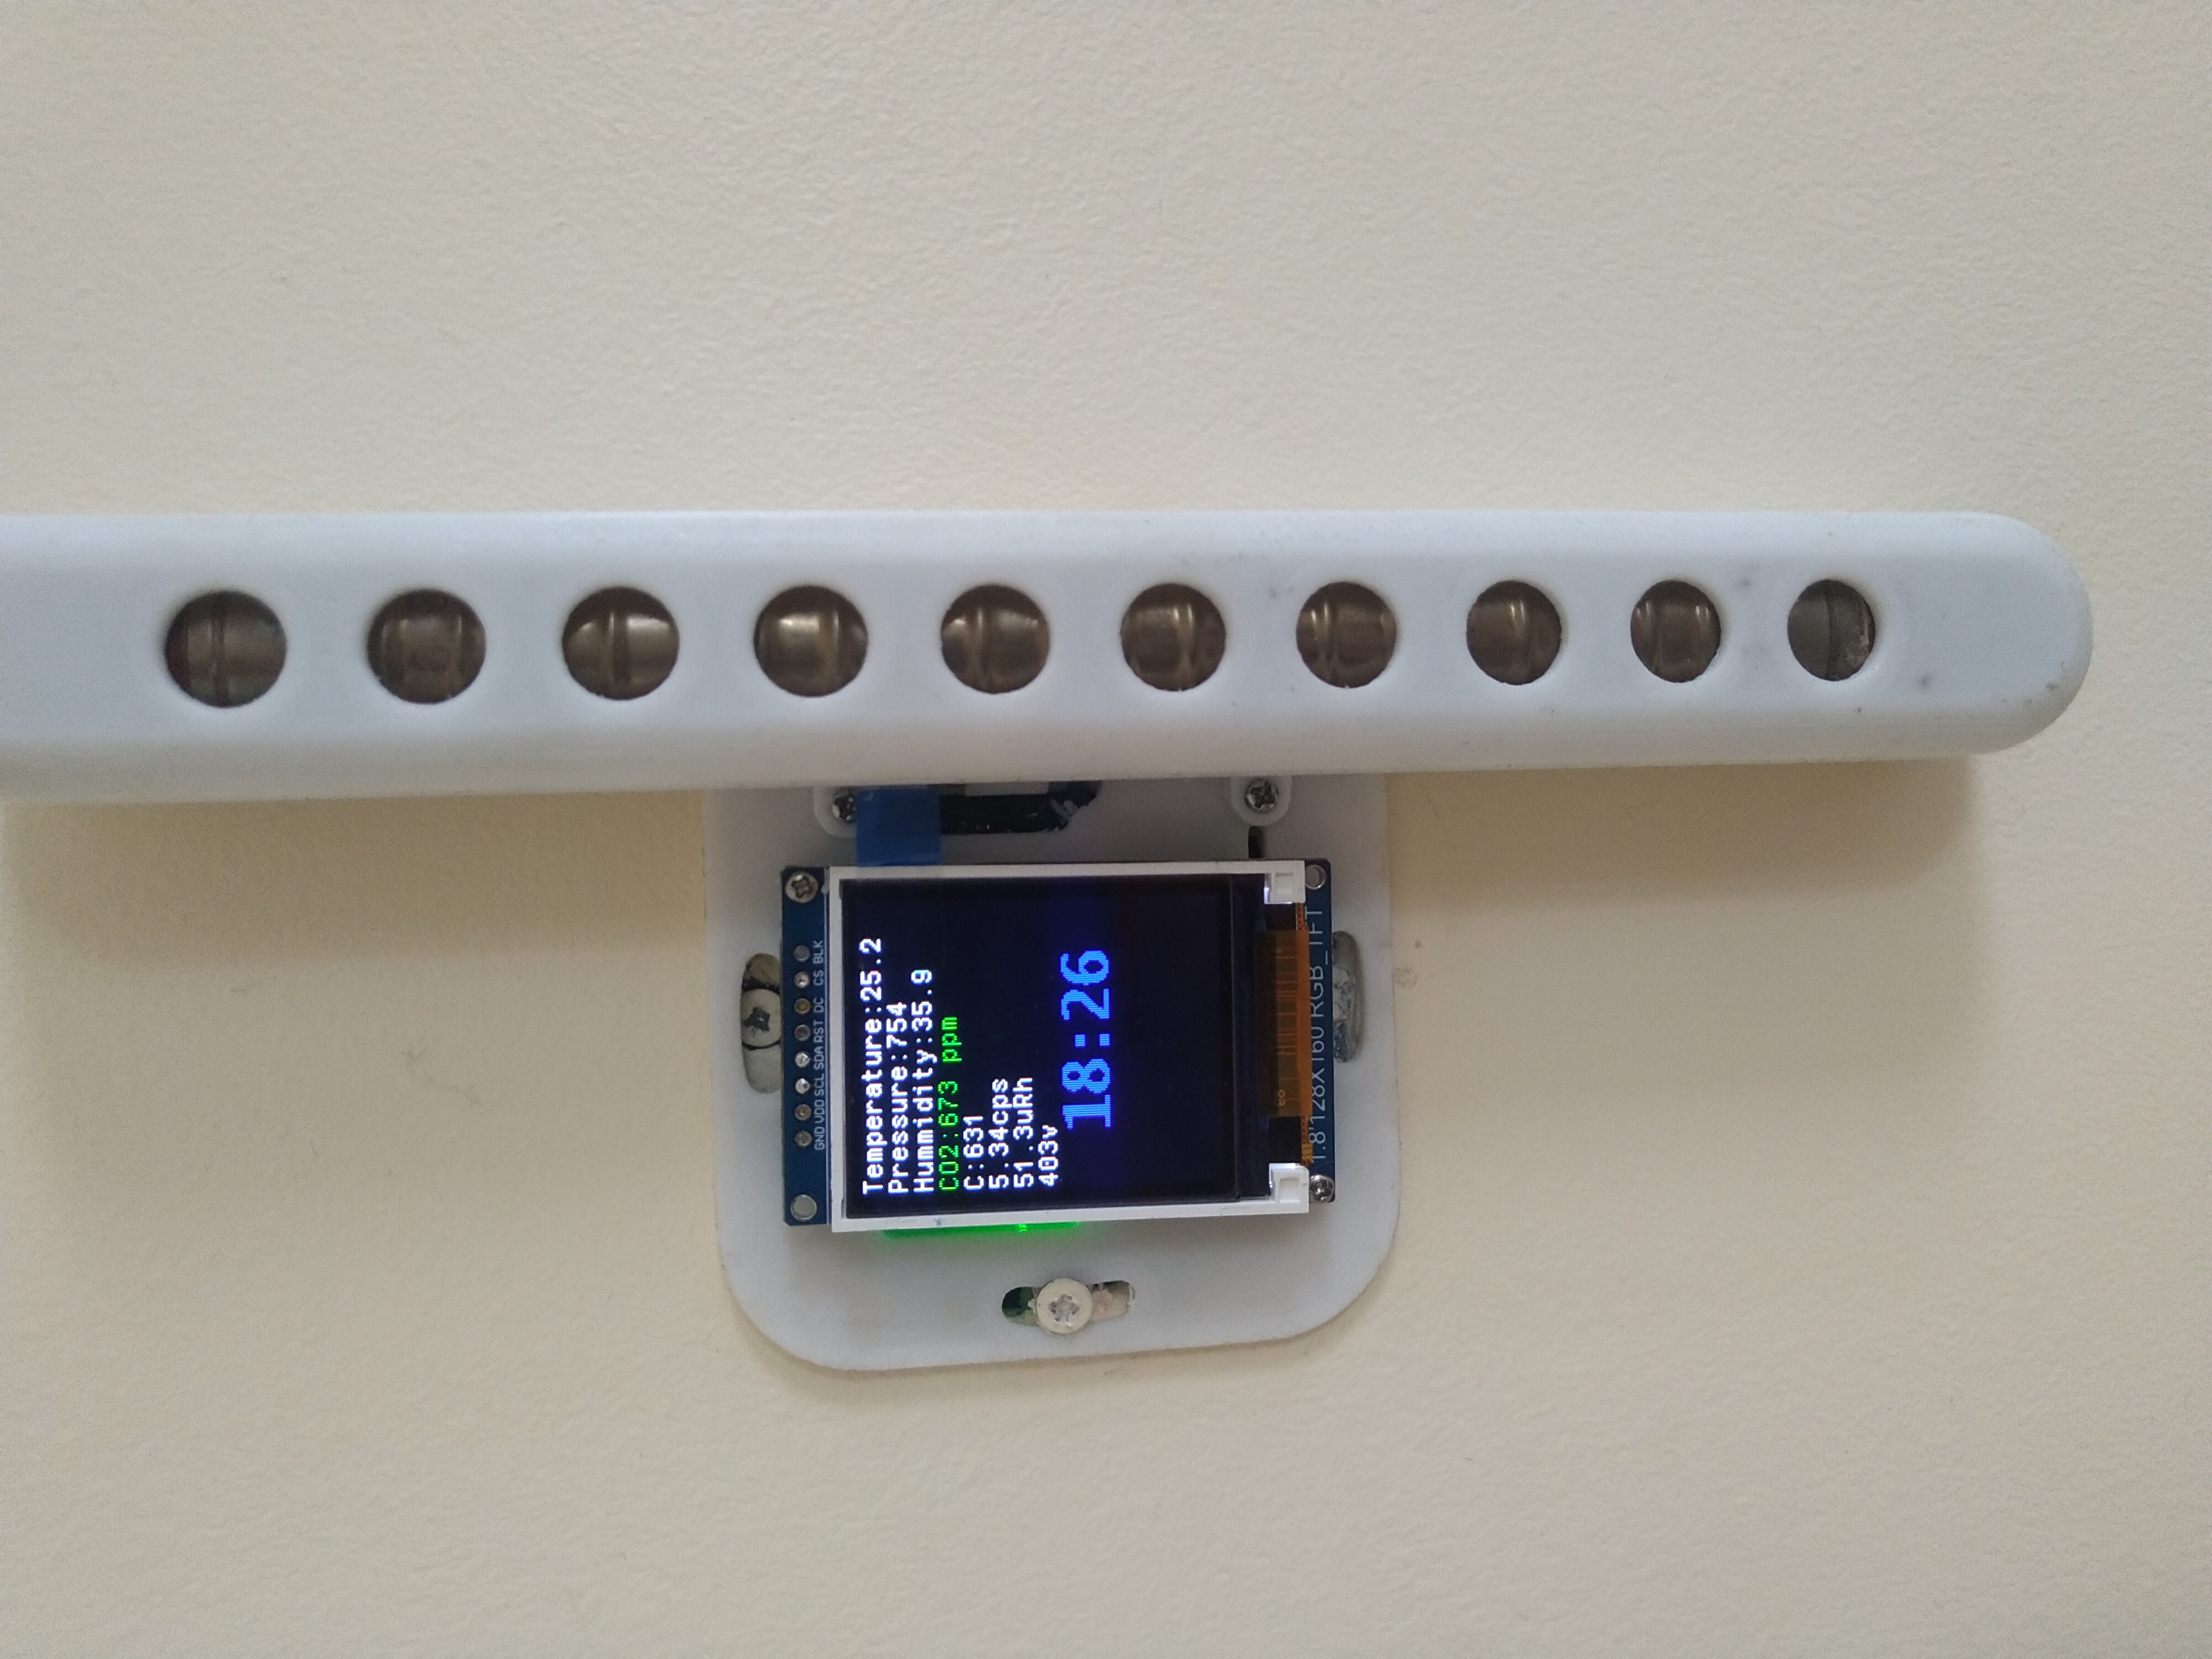 GND VDD SCL SDA RST DC CS BLK
Temperature:25.2
Pressure:754
Hummidity:35.9
CO2:673 ppm
C:631
5.34cps
51.3uRh
403v
18:26
1.8'128X160 RGB_TFT